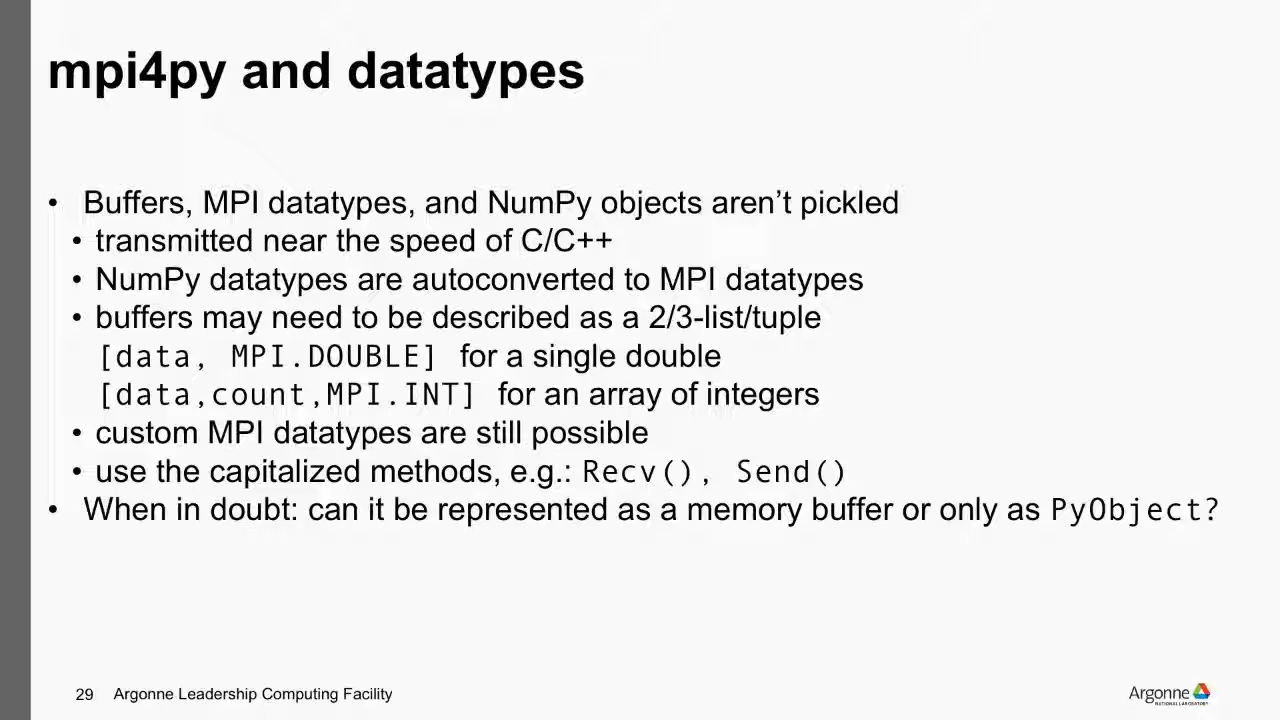 mpi4py and datatypes
• Buffers, MPI datatypes, and NumPy objects aren’t pickled
• transmitted near the speed of C/C++
• NumPy datatypes are autoconverted to MPI datatypes
• buffers may need to be described as a 2/3-list/tuple
[data, MPI.DOUBLE] for a single double
[data,count,MPI.INT] for an array of integers
• custom MPI datatypes are still possible
• use the capitalized methods, e.g.: Recv(), Send()
• When in doubt: can it be represented as a memory buffer or only as PyObject?
29 Argonne Leadership Computing Facility
Argonne
NATIONAL LABORATORY